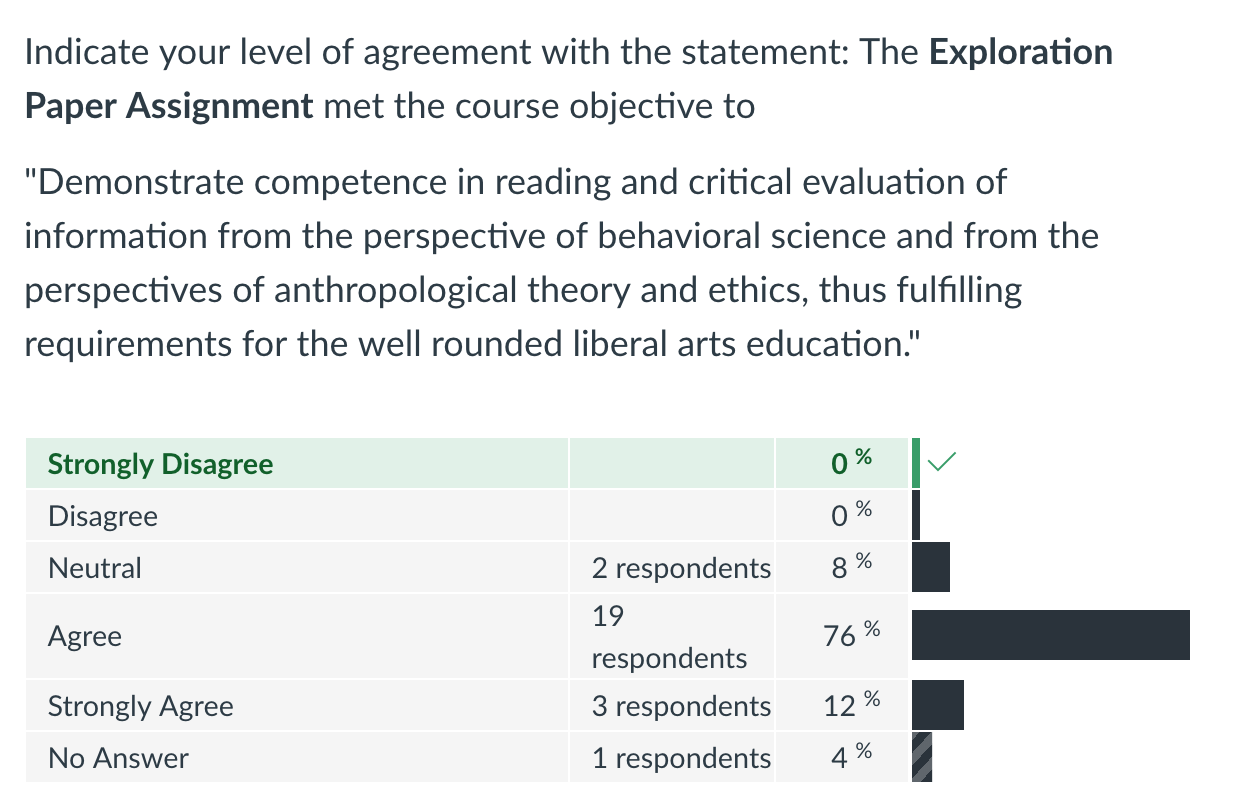 Indicate your level of agreement with the statement: The Exploration
Paper Assignment met the course objective to
"Demonstrate competence in reading and critical evaluation of
information from the perspective of behavioral science and from the
perspectives of anthropological theory and ethics, thus fulfilling
requirements for the well rounded liberal arts education."
Strongly Disagree 0 %
Disagree 0 %
Neutral 2 respondents 8 %
Agree 19 respondents 76 %
Strongly Agree 3 respondents 12 %
No Answer 1 respondents 4 %